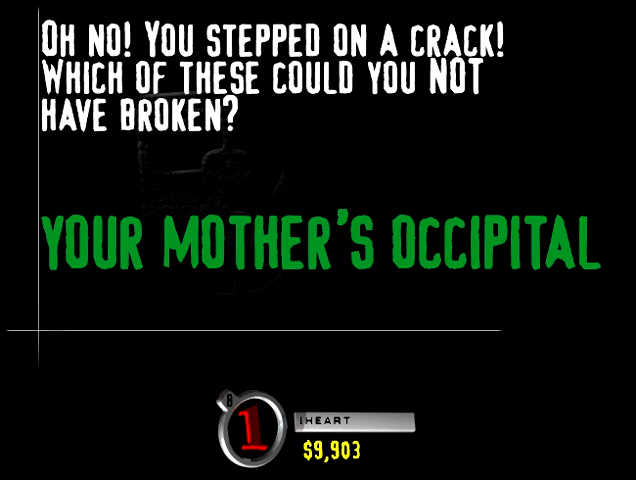 Oh no! You stepped on a crack!
Which of these could you NOT
have broken?
YOUR MOTHER'S OCCIPITAL
8
1
IHEART
$9,903